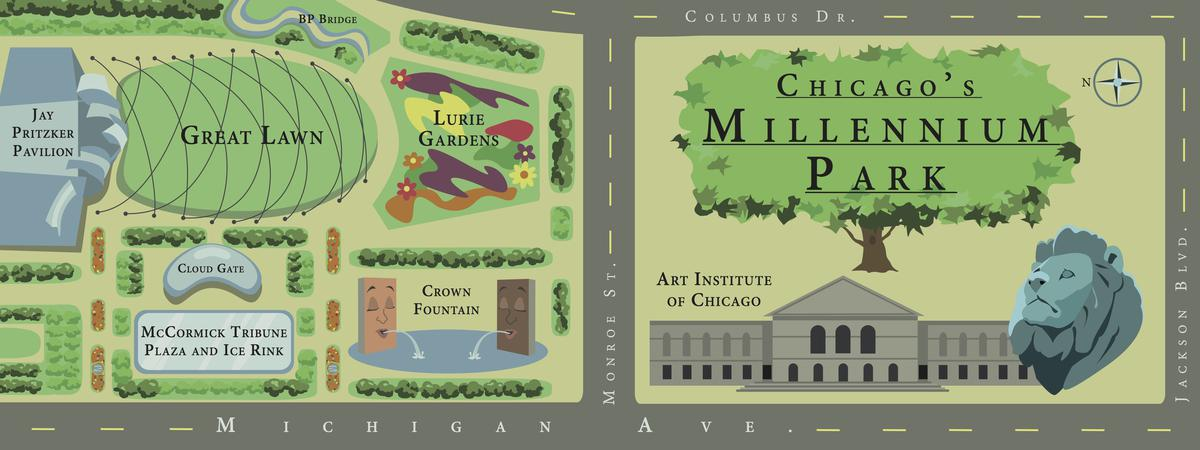 BP Bridge
Columbus Dr.
Jay
Pritzker
Pavilion
Great Lawn
Lurie
Gardens
Chicago's
Millennium
Park
N
Cloud Gate
McCormick Tribune
Plaza and Ice Rink
Crown
Fountain
Monroe St.
Art Institute
of Chicago
Jackson Blvd.
Michigan Ave.